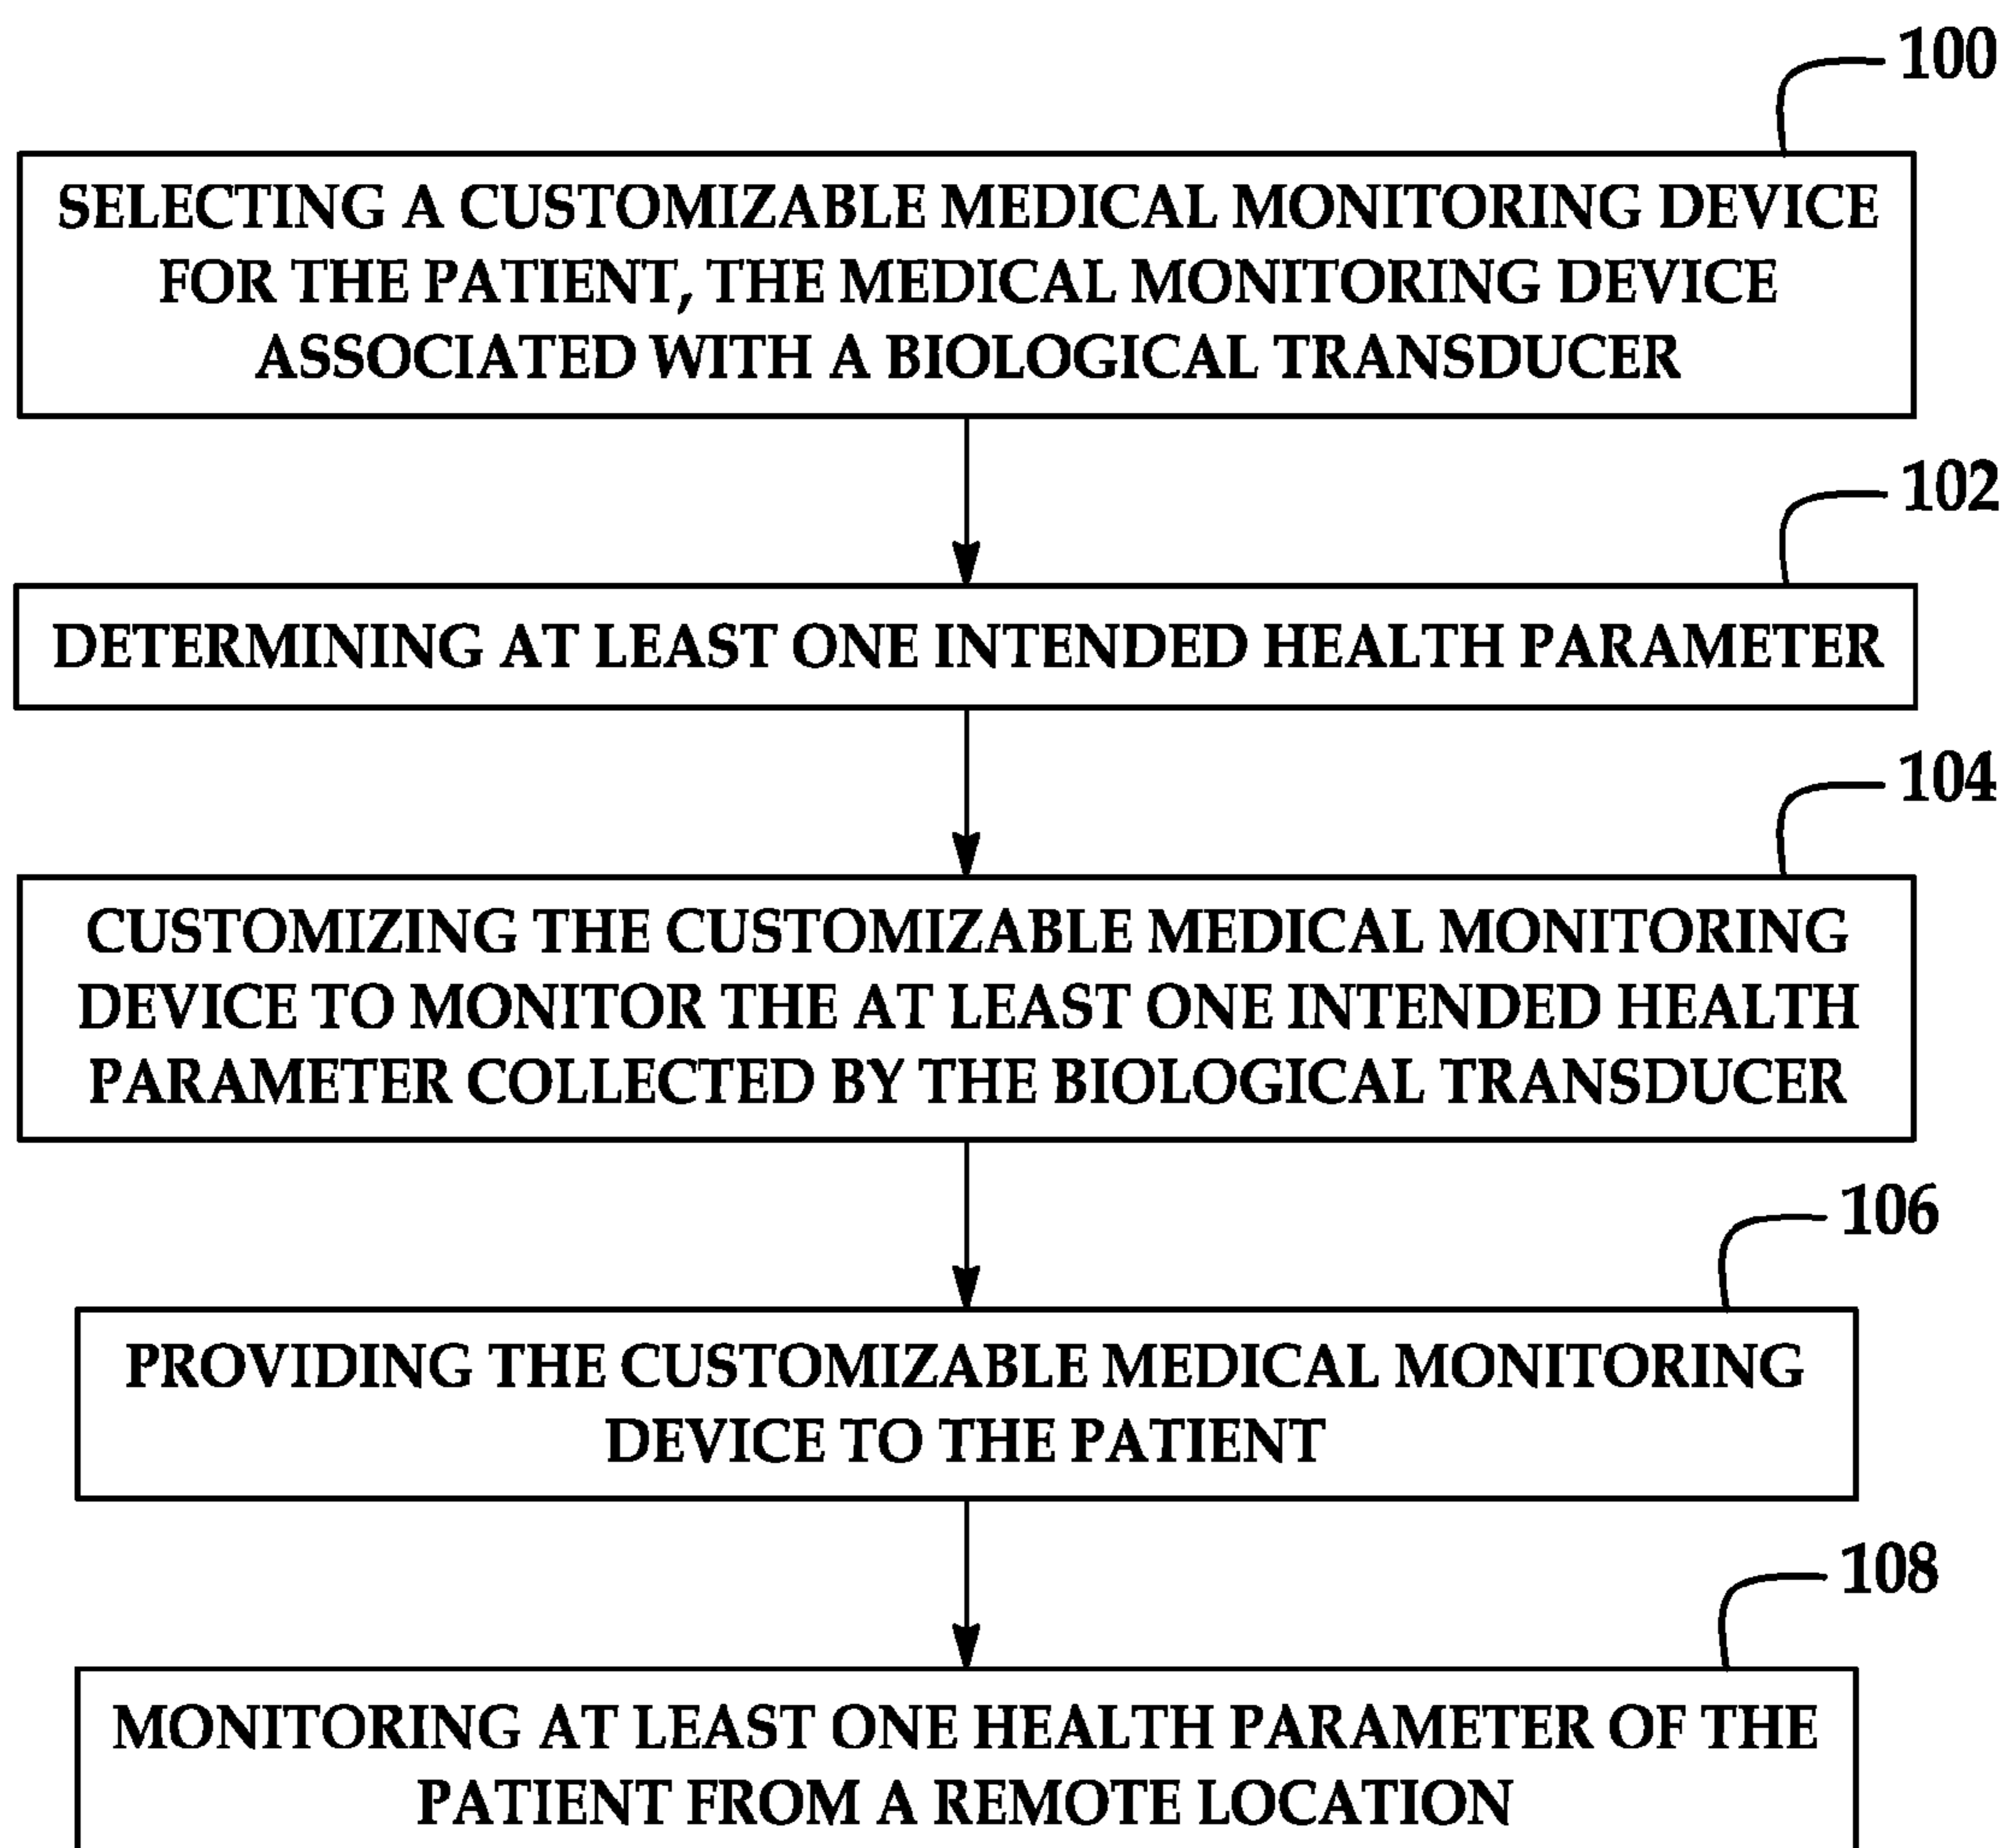 100
SELECTING A CUSTOMIZABLE MEDICAL MONITORING DEVICE
FOR THE PATIENT, THE MEDICAL MONITORING DEVICE
ASSOCIATED WITH A BIOLOGICAL TRANSDUCER
102
DETERMINING AT LEAST ONE INTENDED HEALTH PARAMETER
104
CUSTOMIZING THE CUSTOMIZABLE MEDICAL MONITORING
DEVICE TO MONITOR THE AT LEAST ONE INTENDED HEALTH
PARAMETER COLLECTED BY THE BIOLOGICAL TRANSDUCER
106
PROVIDING THE CUSTOMIZABLE MEDICAL MONITORING
DEVICE TO THE PATIENT
108
MONITORING AT LEAST ONE HEALTH PARAMETER OF THE
PATIENT FROM A REMOTE LOCATION